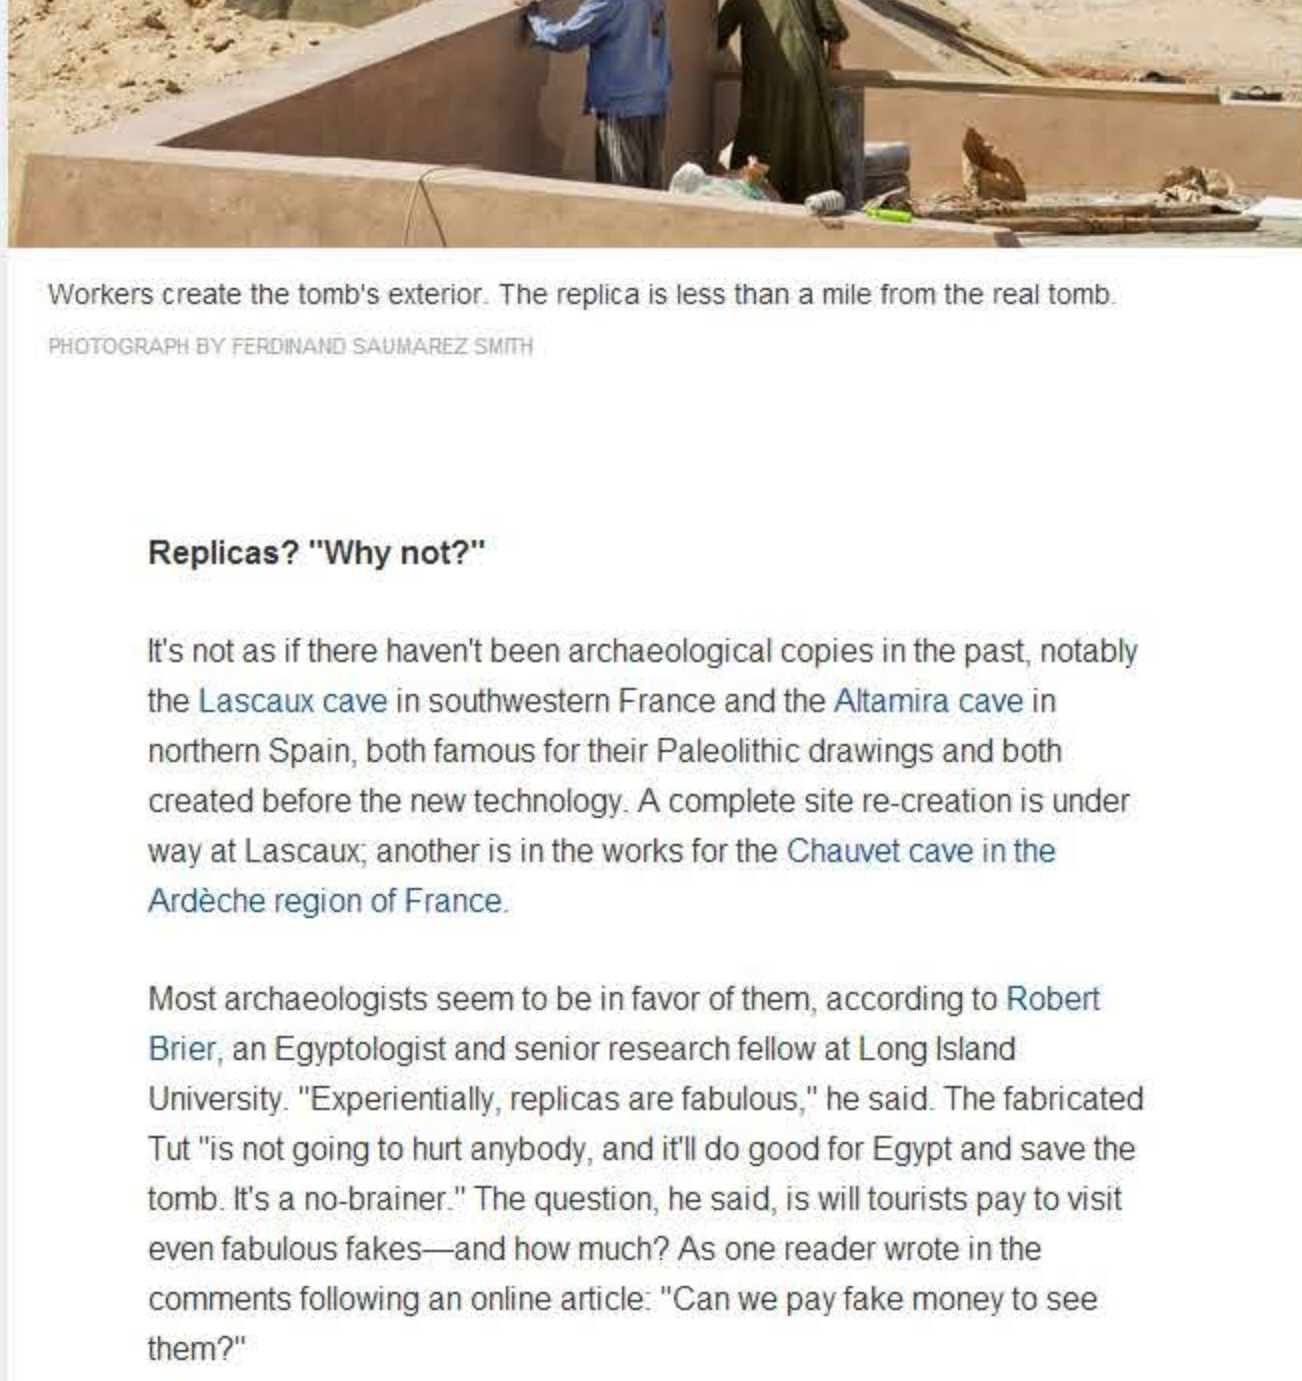 Workers create the tomb's exterior. The replica is less than a mile from the real tomb.
PHOTOGRAPH BY FERDINAND SAUMAREZ SMITH
Replicas? "Why not?"
It's not as if there haven't been archaeological copies in the past, notably
the Lascaux cave in southwestern France and the Altamira cave in
northern Spain, both famous for their Paleolithic drawings and both
created before the new technology. A complete site re-creation is under
way at Lascaux; another is in the works for the Chauvet cave in the
Ardèche region of France.
Most archaeologists seem to be in favor of them, according to Robert
Brier, an Egyptologist and senior research fellow at Long Island
University. "Experientially, replicas are fabulous," he said. The fabricated
Tut "is not going to hurt anybody, and it'll do good for Egypt and save the
tomb. It's a no-brainer." The question, he said, is will tourists pay to visit
even fabulous fakes—and how much? As one reader wrote in the
comments following an online article: "Can we pay fake money to see
them?"